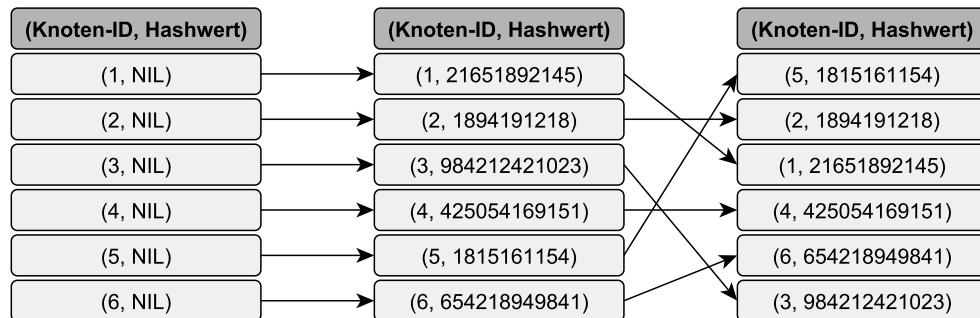 (Knoten-ID, Hashwert) (Knoten-ID, Hashwert) (Knoten-ID, Hashwert)
(1, NIL) (1, 21651892145) (5, 1815161154)
(2, NIL) (2, 1894191218) (2, 1894191218)
(3, NIL) (3, 984212421023) (1, 21651892145)
(4, NIL) (4, 425054169151) (4, 425054169151)
(5, NIL) (5, 1815161154) (6, 654218949841)
(6, NIL) (6, 654218949841) (3, 984212421023)